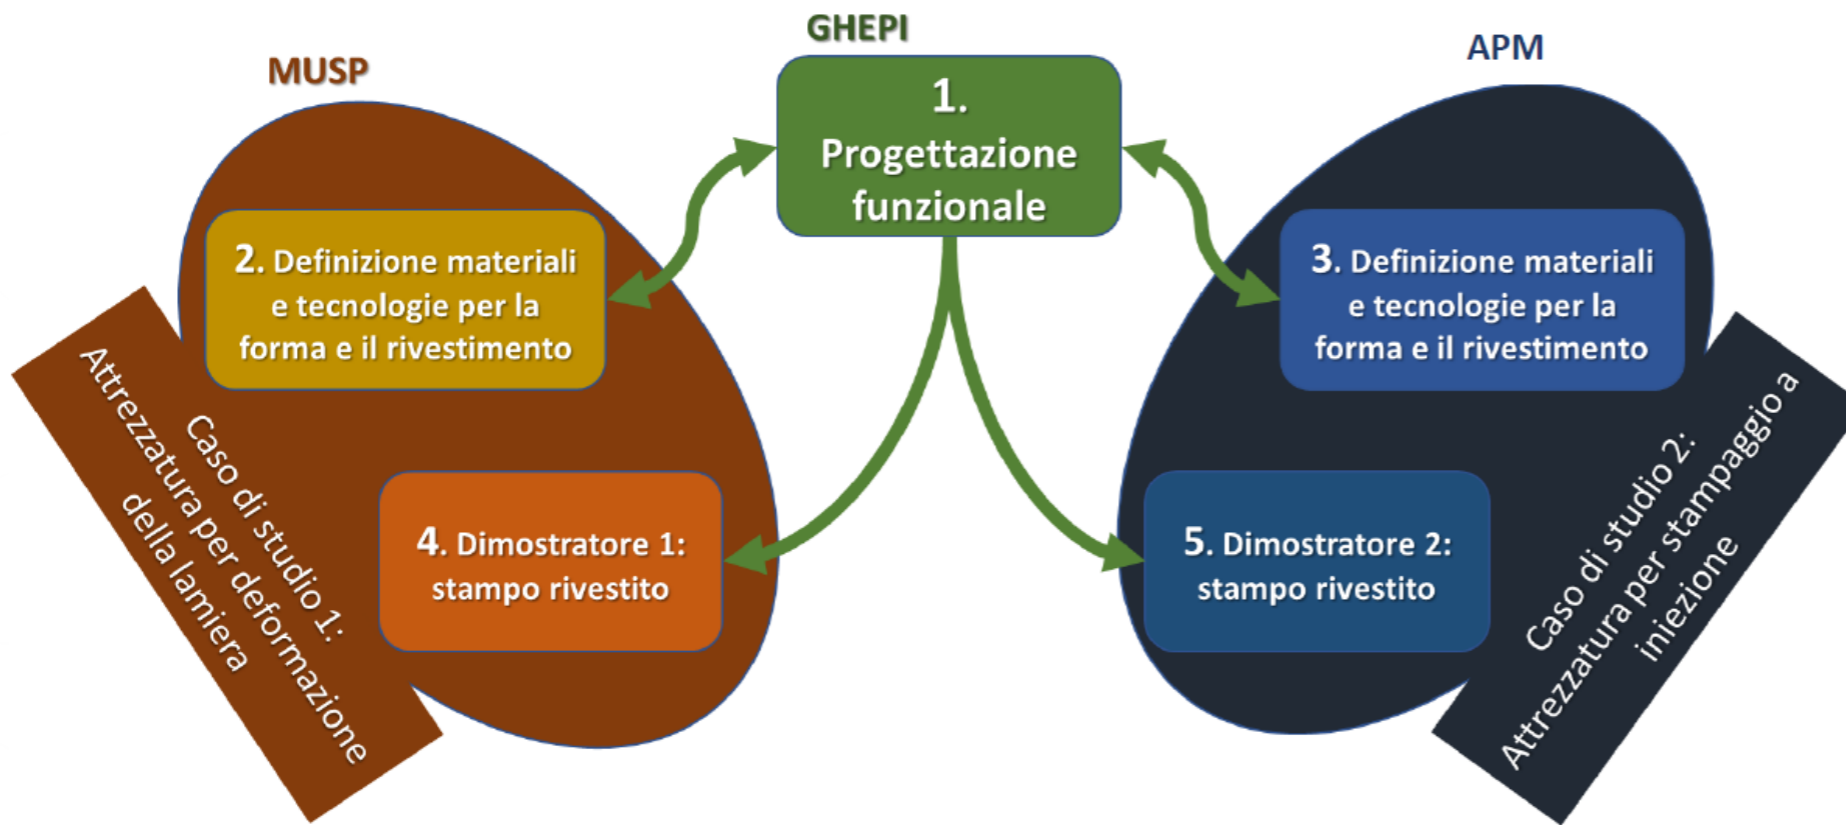 GHEPI
MUSP
APM
1.
Progettazione
funzionale
2. Definizione materiali
e tecnologie per la
forma e il rivestimento
3. Definizione materiali
e tecnologie per la
forma e il rivestimento
4. Dimostratore 1:
stampo rivestito
5. Dimostratore 2:
stampo rivestito
Caso di studio 1:
Attrezzatura per deformazione
della lamiera
Caso di studio 2:
Attrezzatura per stampaggio a
iniezione